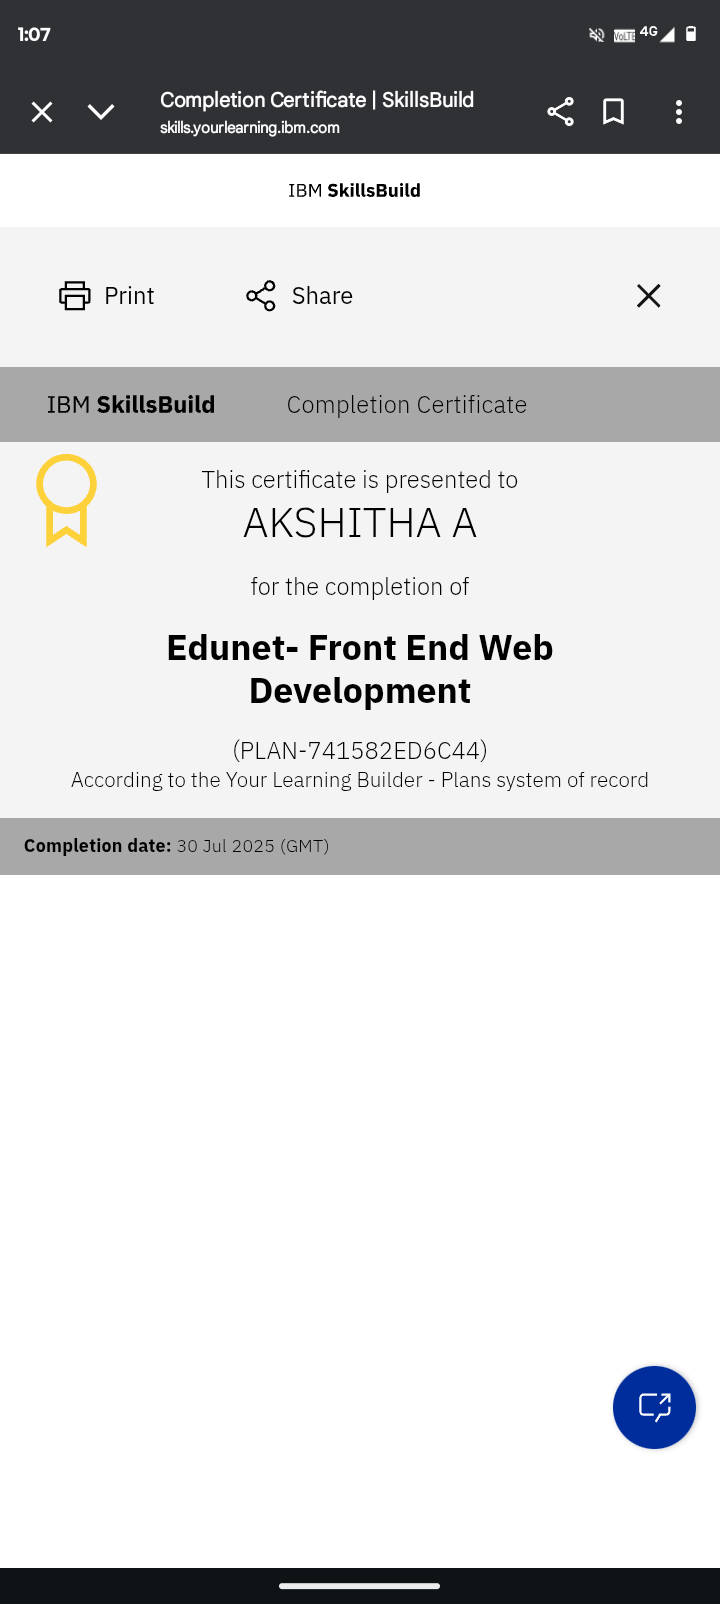 1:07
VoLTE 4G
Completion Certificate | SkillsBuild
skills.yourlearning.ibm.com
IBM SkillsBuild
Print Share
IBM SkillsBuild Completion Certificate
This certificate is presented to
AKSHITHA A
for the completion of
Edunet- Front End Web
Development
(PLAN-741582ED6C44)
According to the Your Learning Builder - Plans system of record
Completion date: 30 Jul 2025 (GMT)